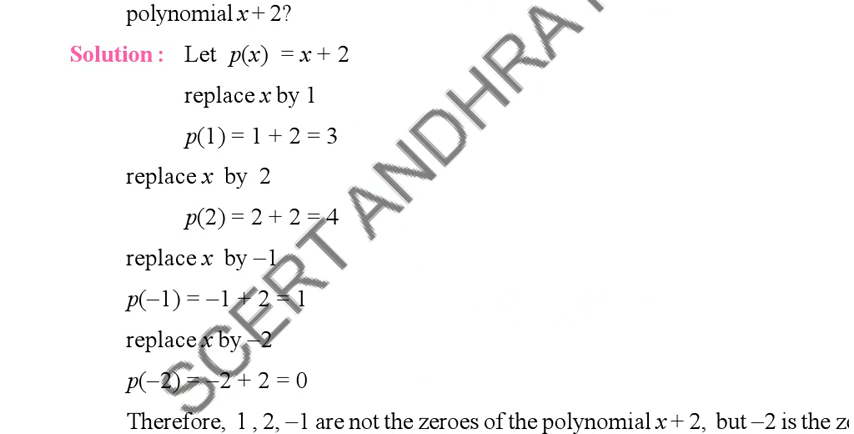 polynomial x + 2?
Solution : Let p(x) = x + 2
replace x by 1
p(1) = 1 + 2 = 3
replace x by 2
p(2) = 2 + 2 = 4
replace x by –1
p(–1) = –1 + 2 = 1
replace x by –2
p(–2) = –2 + 2 = 0
Therefore, 1 , 2, –1 are not the zeroes of the polynomial x + 2, but –2 is the
SCERT ANDHRA